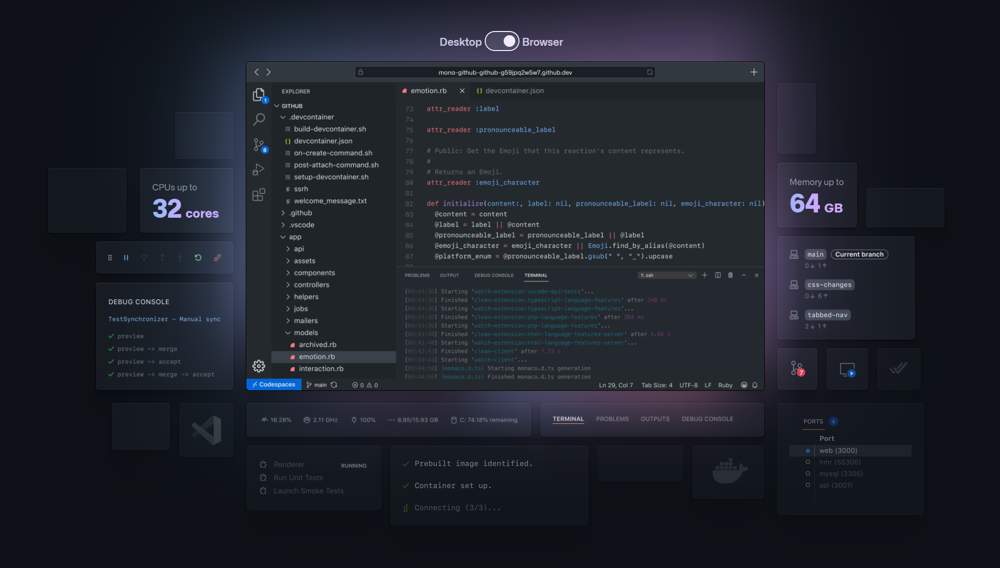 Desktop Browser
mona-github-github-g59jpq2w5w7.github.dev
1
8
EXPLORER
GITHUB
.devcontainer
build-devcontainer.sh
devcontainer.json
on-create-command.sh
post-attach-command.sh
setup-devcontainer.sh
ssrh
welcome_message.txt
.github
.vscode
app
api
assets
components
controllers
helpers
jobs
mailers
models
archived.rb
emotion.rb
interaction.rb
emotion.rb {} devcontainer.json
73 attr_reader :label
74
75 attr_reader :pronounceable_label
76
77 # Public: Get the Emoji that this reaction's content represents.
78 #
79 # Returns an Emoji.
80 attr_reader :emoji_character
81
82 def initialize(content:, label: nil, pronounceable_label: nil, emoji_character: nil)
83 @content = content
84 @label = label || @content
85 @pronounceable_label = pronounceable_label || @label
86 @emoji_character = emoji_character || Emoji.find_by_alias(@content)
87 @platform_enum = @pronounceable_label.gsub(" ", "_").upcase
PROBLEMS OUTPUT DEBUG CONSOLE TERMINAL 1: zsh
[09:43:36] Starting 'watch-extension:vscode-api-tests'...
[09:43:36] Finished 'clean-extension:typescript-language-features' after 248 ms
[09:43:36] Starting 'watch-extension:typescript-language-features'...
[09:43:36] Finished 'clean-extension:php-language-features' after 384 ms
[09:43:36] Starting 'watch-extension:php-language-features'...
[09:43:40] Finished 'clean-extension:html-language-features-server' after 4.66 s
[09:43:40] Starting 'watch-extension:html-language-features-server'...
[09:43:43] Finished 'clean-client' after 7.33 s
[09:43:43] Starting 'watch-client'...
[09:44:50] [monaco.d.ts] Starting monaco.d.ts generation
[09:44:56] [monaco.d.ts] Finished monaco.d.ts generation
Codespaces main 0 0 Ln 29, Col 7 Tab Size: 4 UTF-8 LF Ruby
CPUs up to
32 cores
DEBUG CONSOLE
TestSynchronizer – Manual sync
preview
preview -> merge
preview -> accept
preview -> merge -> accept
Memory up to
64 GB
main Current branch
0↓ 1↑
css-changes
0↓ 6↑
tabbed-nav
2↓ 1↑
7
16.28% 2.11 GHz 100% 8.95/15.93 GB C: 74.18% remaining
TERMINAL PROBLEMS OUTPUTS DEBUG CONSOLE
Renderer RUNNING
Run Unit Tests
Launch Smoke Tests
Prebuilt image identified.
Container set up.
Connecting (3/3)...
PORTS 4
Port
web (3000)
hmr (55306)
mysql (3306)
api (3001)